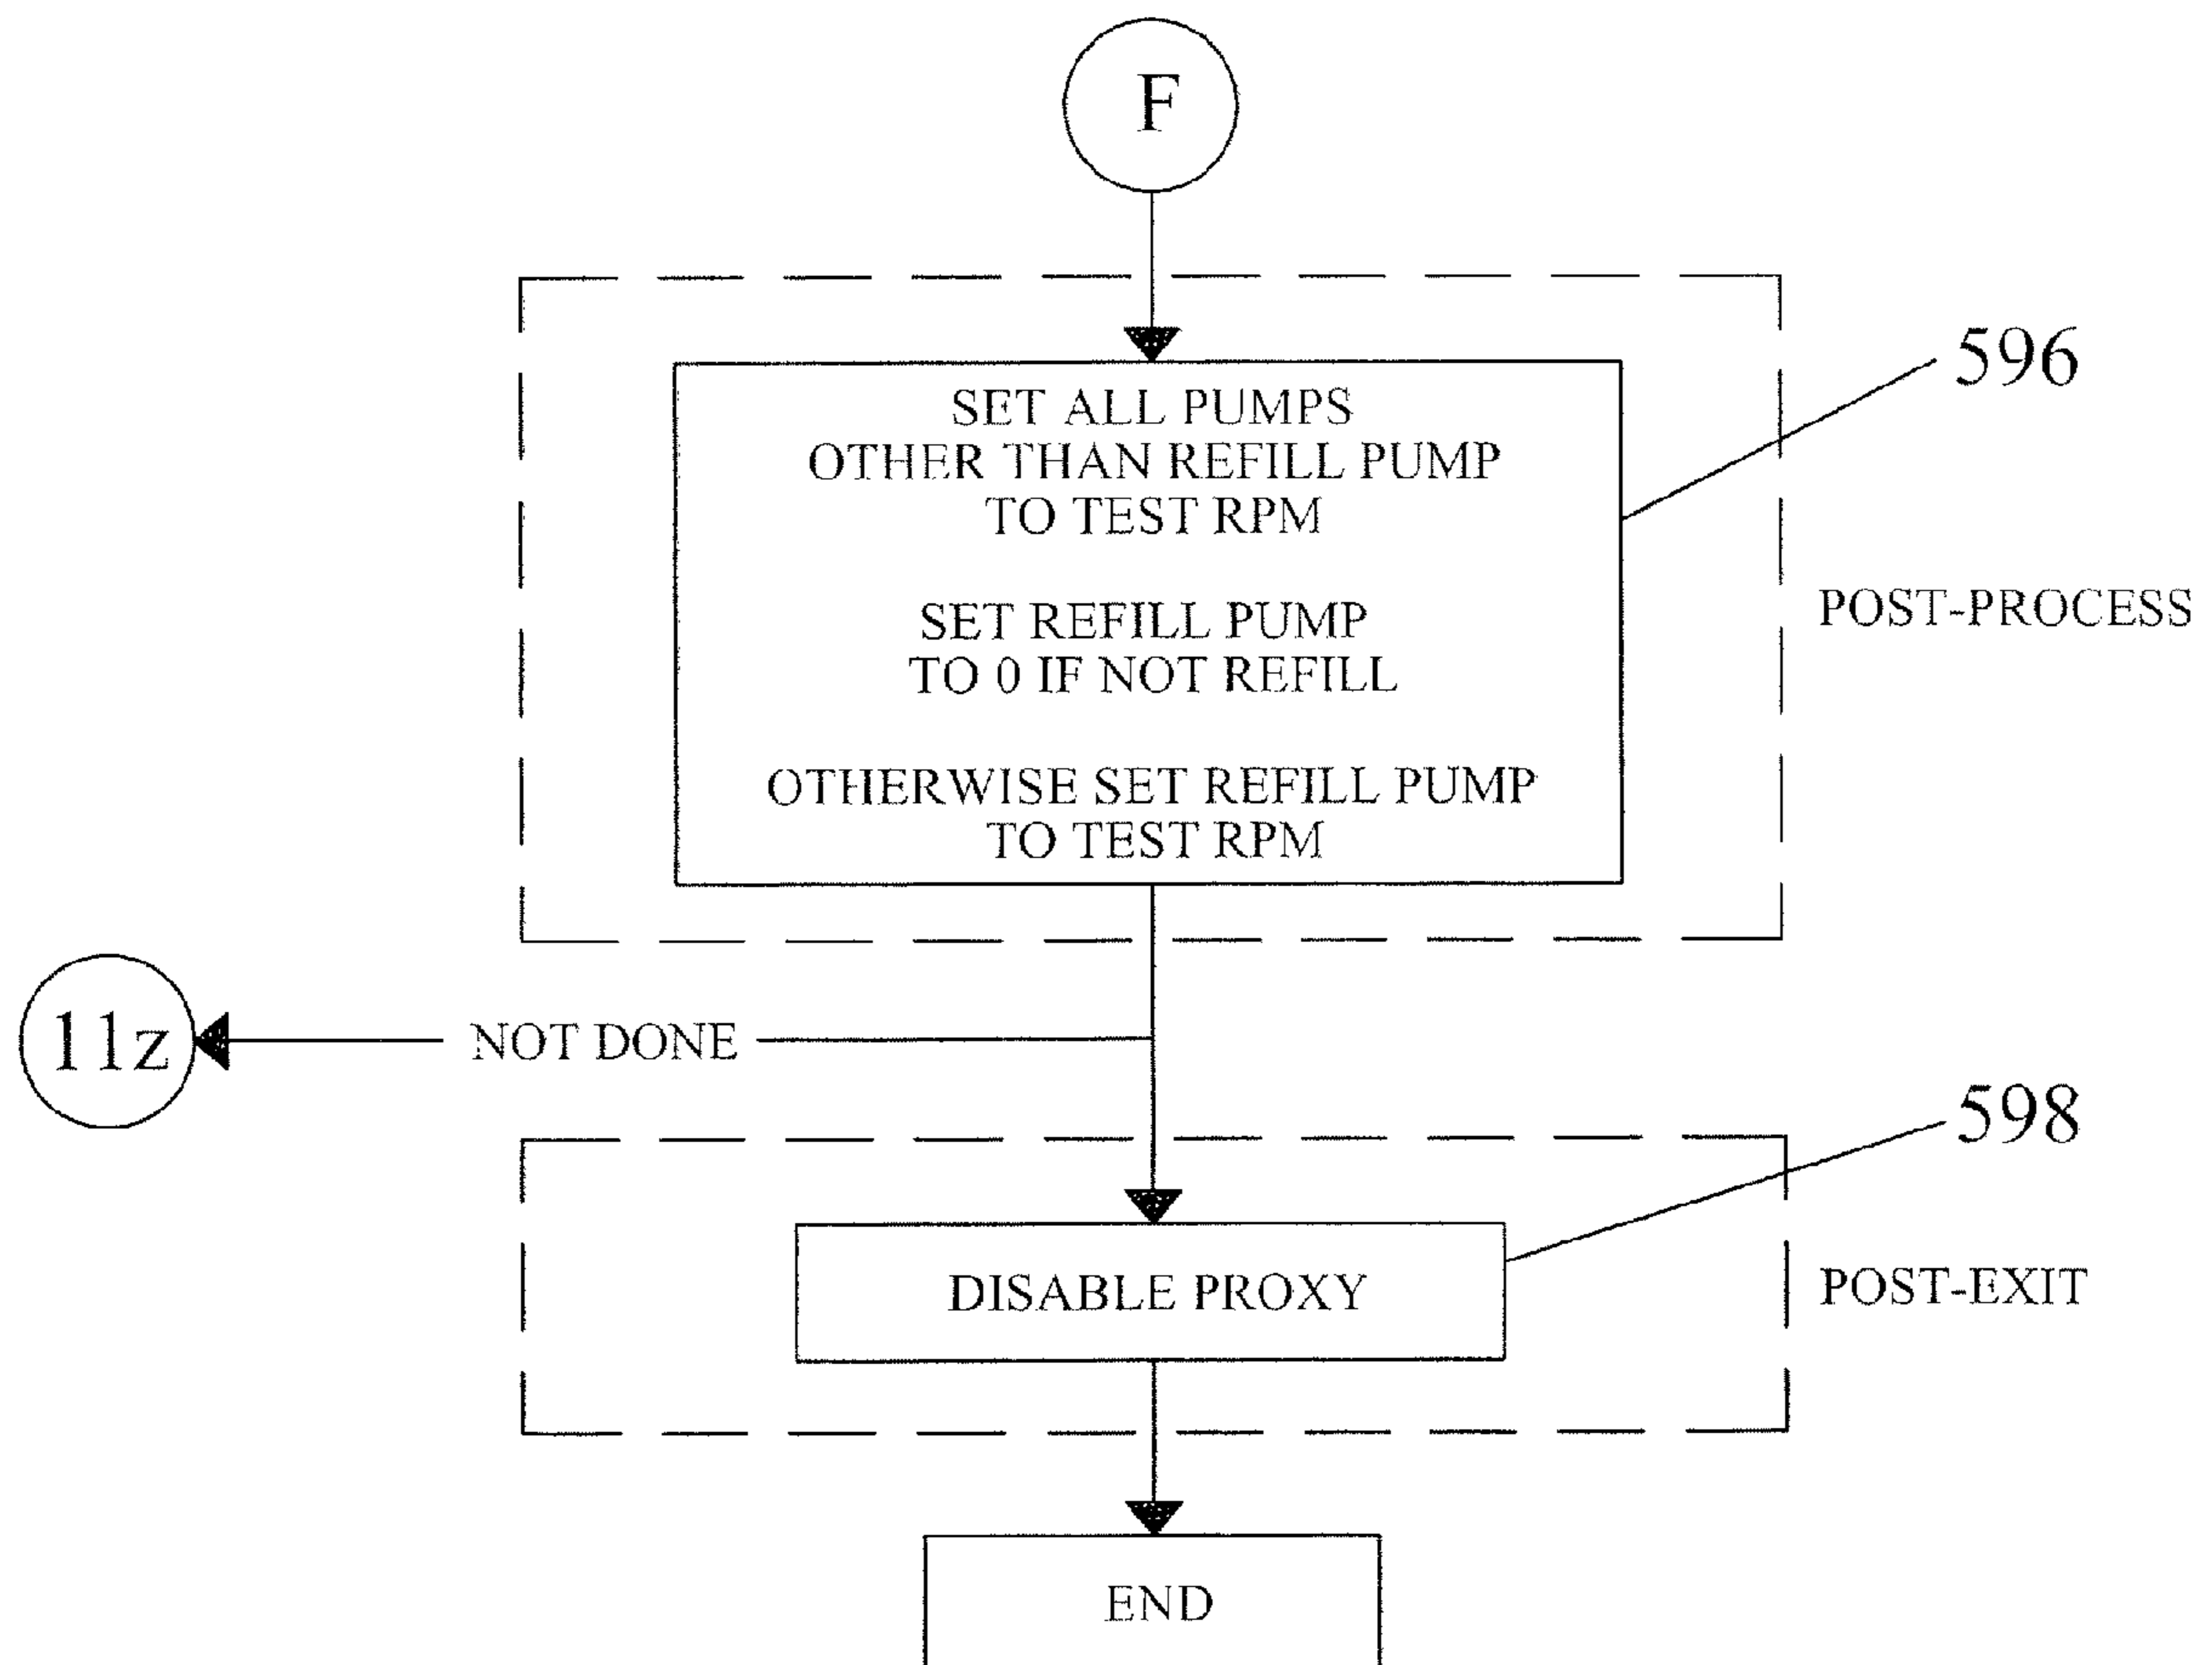 F
596
SET ALL PUMPS
OTHER THAN REFILL PUMP
TO TEST RPM
SET REFILL PUMP
TO 0 IF NOT REFILL
OTHERWISE SET REFILL PUMP
TO TEST RPM
POST-PROCESS
11z
NOT DONE
598
DISABLE PROXY
POST-EXIT
END